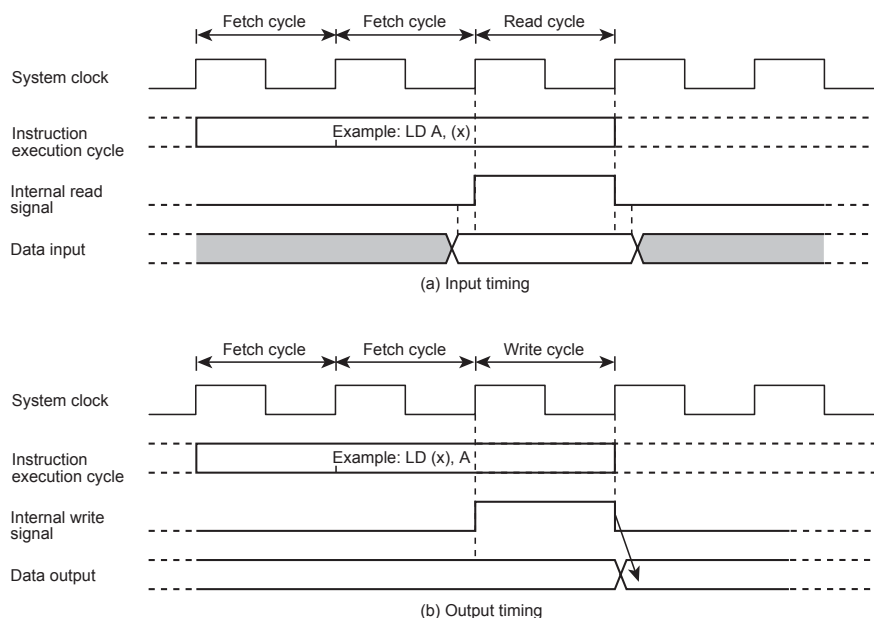 Fetch cycle Fetch cycle Read cycle
System clock
Instruction
execution cycle
Example: LD A, (x)
Internal read
signal
Data input
(a) Input timing
Fetch cycle Fetch cycle Write cycle
System clock
Instruction
execution cycle
Example: LD (x), A
Internal write
signal
Data output
(b) Output timing